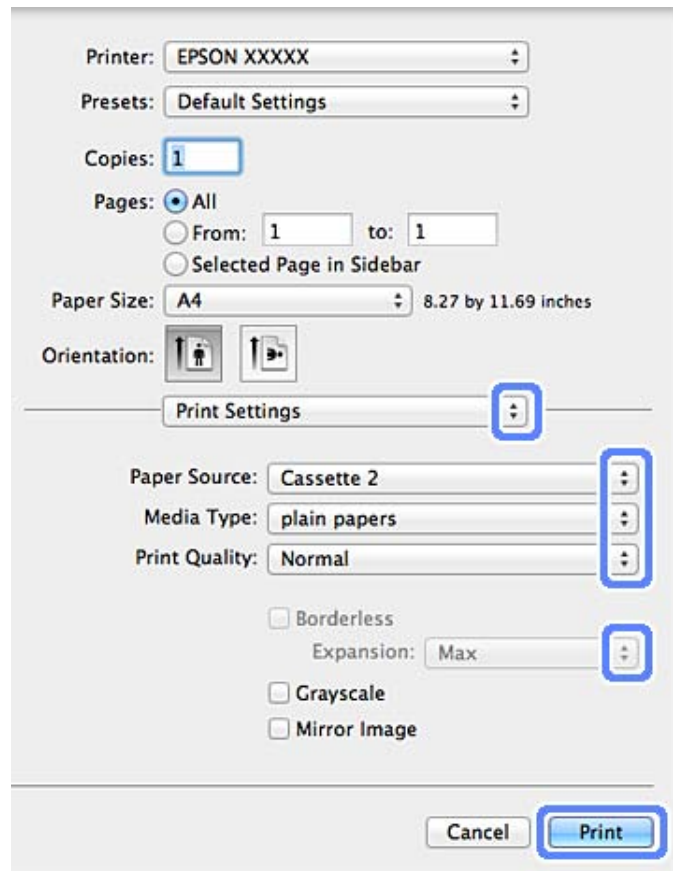 Printer: EPSON XXXXX
Presets: Default Settings
Copies: 1
Pages: All
From: 1 to: 1
Selected Page in Sidebar
Paper Size: A4 8.27 by 11.69 inches
Orientation:
Print Settings
Paper Source: Cassette 2
Media Type: plain papers
Print Quality: Normal
Borderless
Expansion: Max
Grayscale
Mirror Image
Cancel Print